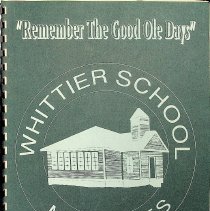 "Remember The Good Ole Days"
WHITTIER SCHOOL